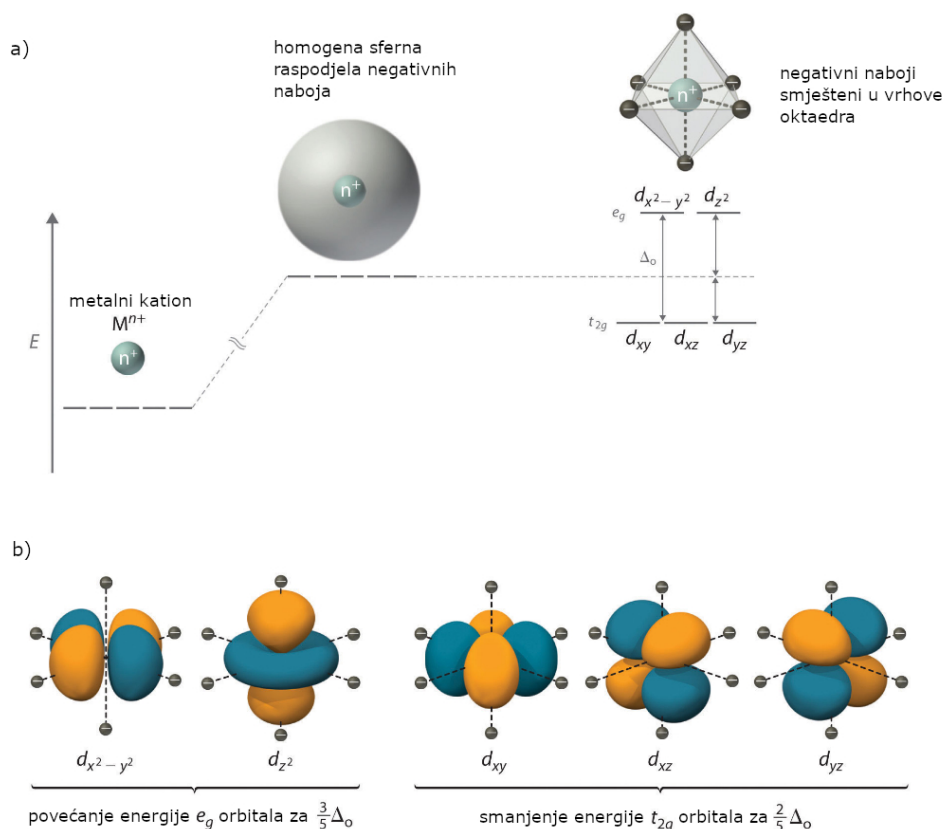 a)
homogena sferna
raspodjela negativnih
naboja
n+
negativni naboji
smješteni u vrhove
oktaedra
n+
dx²−y² dz²
eg
Δo
metalni kation
Mⁿ⁺
t2g
E
dxy dxz dyz
n+
b)
dx²−y² dz² dxy dxz dyz
povećanje energije eg orbitala za 3/5Δo smanjenje energije t2g orbitala za 2/5Δo